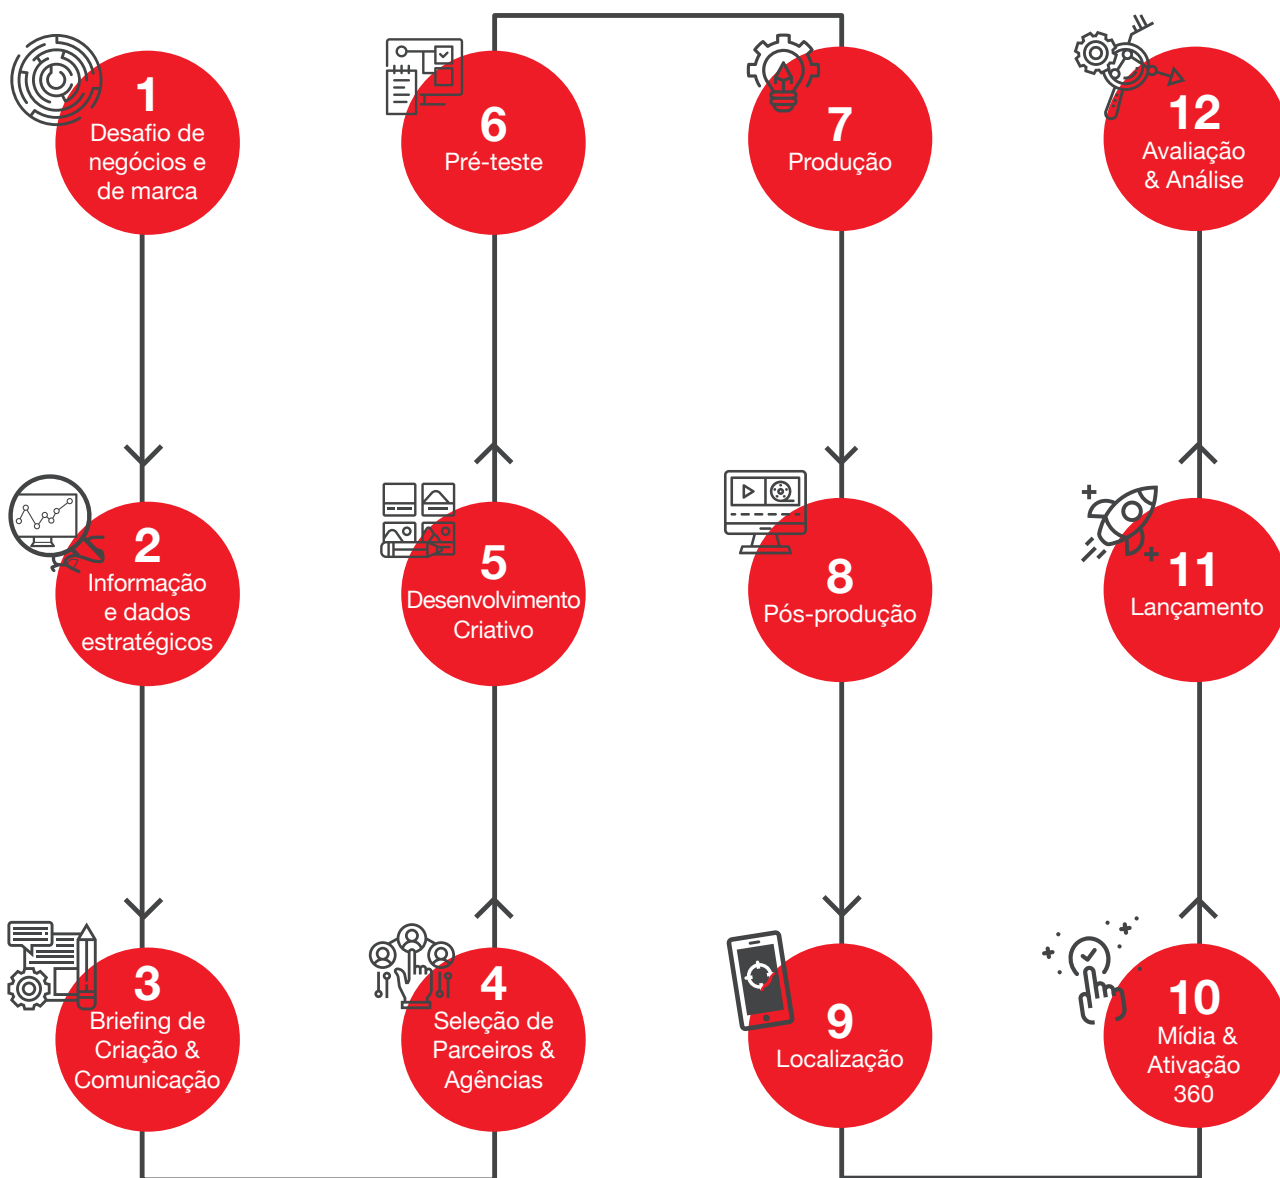 1
Desafio de
negócios e
de marca
2
Informação
e dados
estratégicos
3
Briefing de
Criação &
Comunicação
4
Seleção de
Parceiros &
Agências
5
Desenvolvimento
Criativo
6
Pré-teste
7
Produção
8
Pós-produção
9
Localização
10
Mídia &
Ativação
360
11
Lançamento
12
Avaliação
& Análise